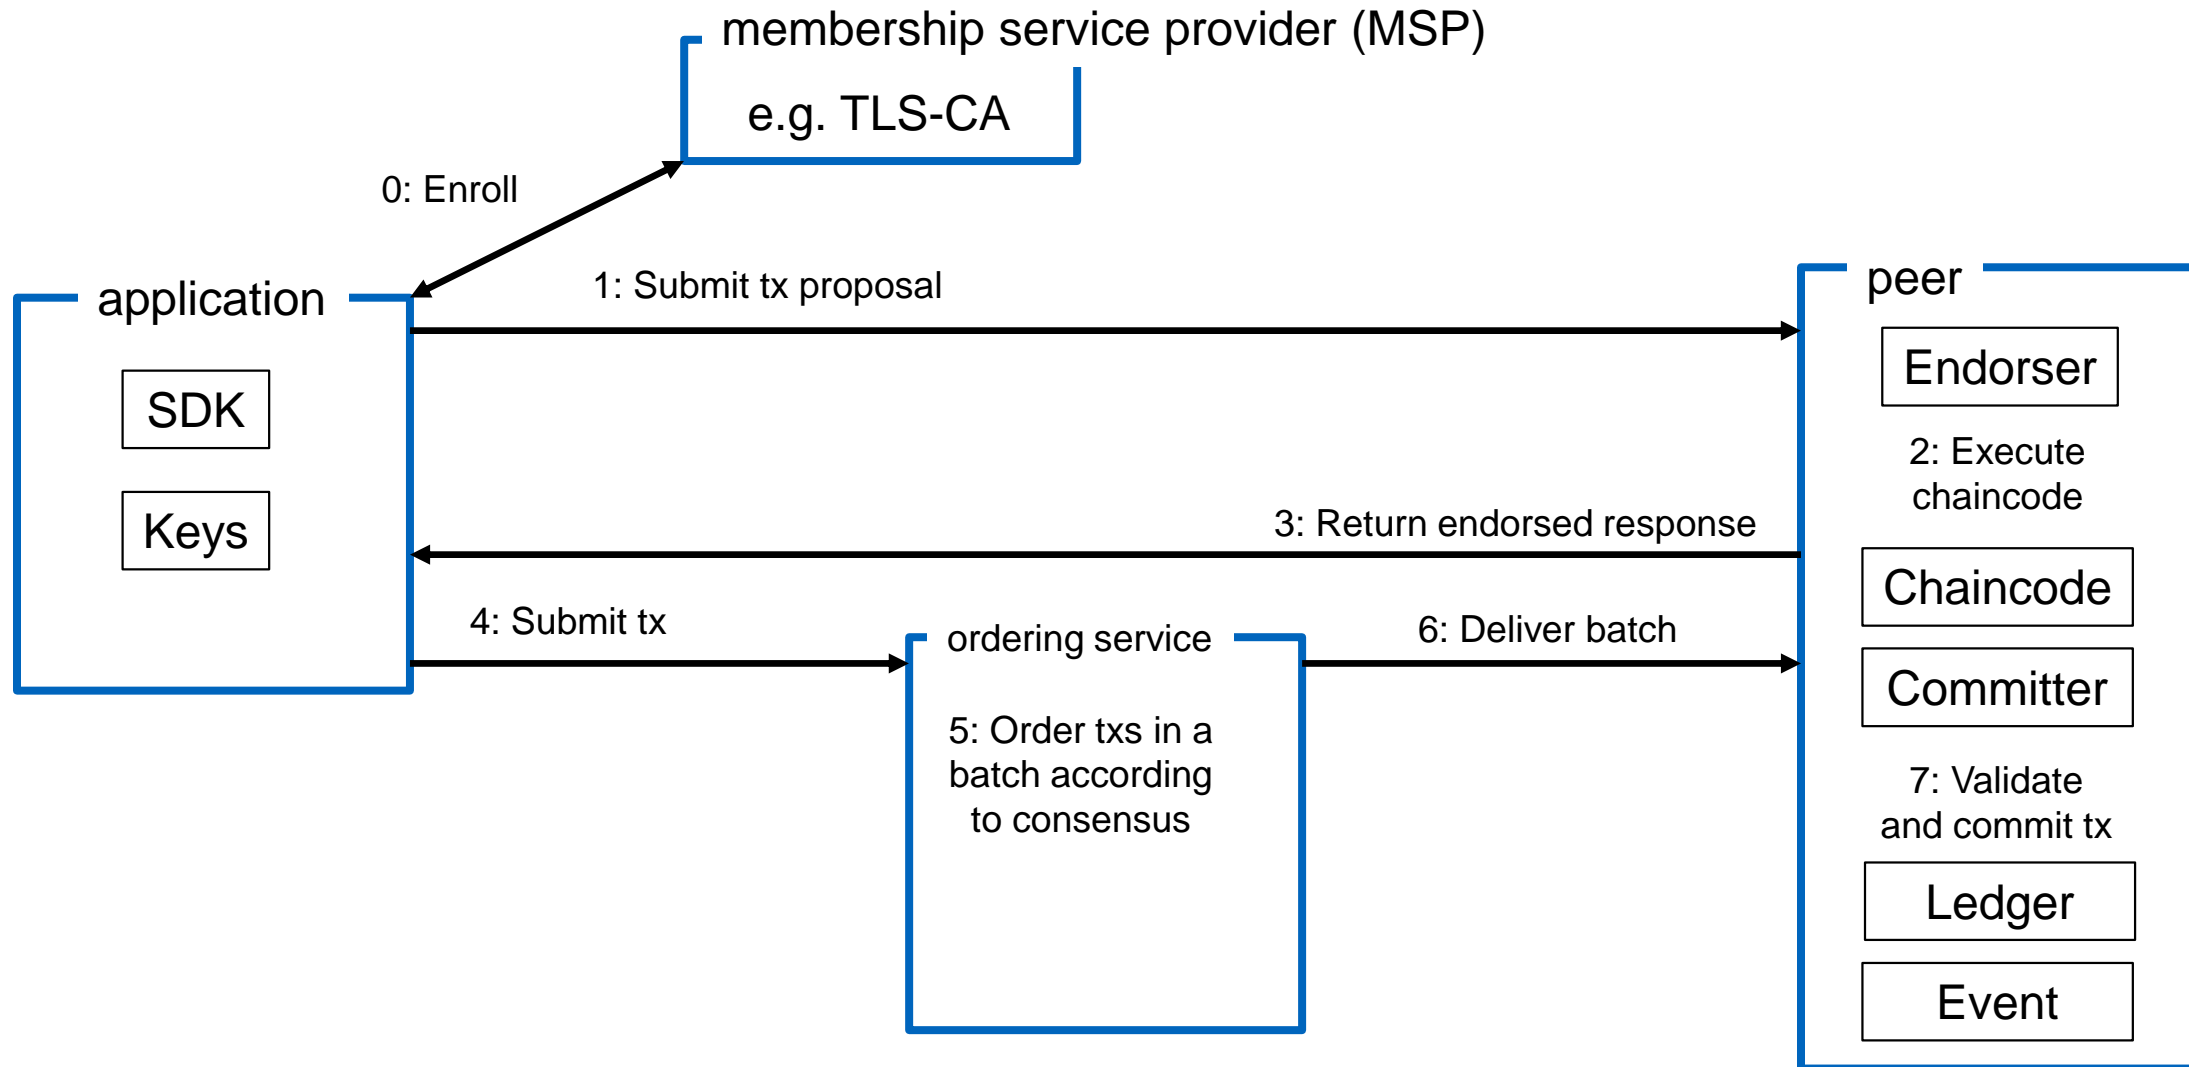 membership service provider (MSP)
e.g. TLS-CA
0: Enroll
application
SDK
Keys
1: Submit tx proposal
peer
Endorser
2: Execute
chaincode
3: Return endorsed response
Chaincode
4: Submit tx
ordering service
5: Order txs in a
batch according
to consensus
6: Deliver batch
Committer
7: Validate
and commit tx
Ledger
Event